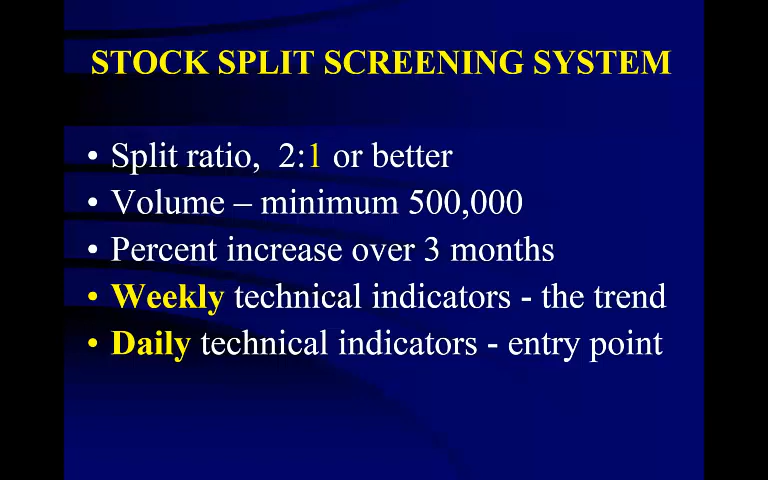 STOCK SPLIT SCREENING SYSTEM
• Split ratio,  2:1 or better
• Volume – minimum 500,000
• Percent increase over 3 months
• Weekly technical indicators - the trend
• Daily technical indicators - entry point